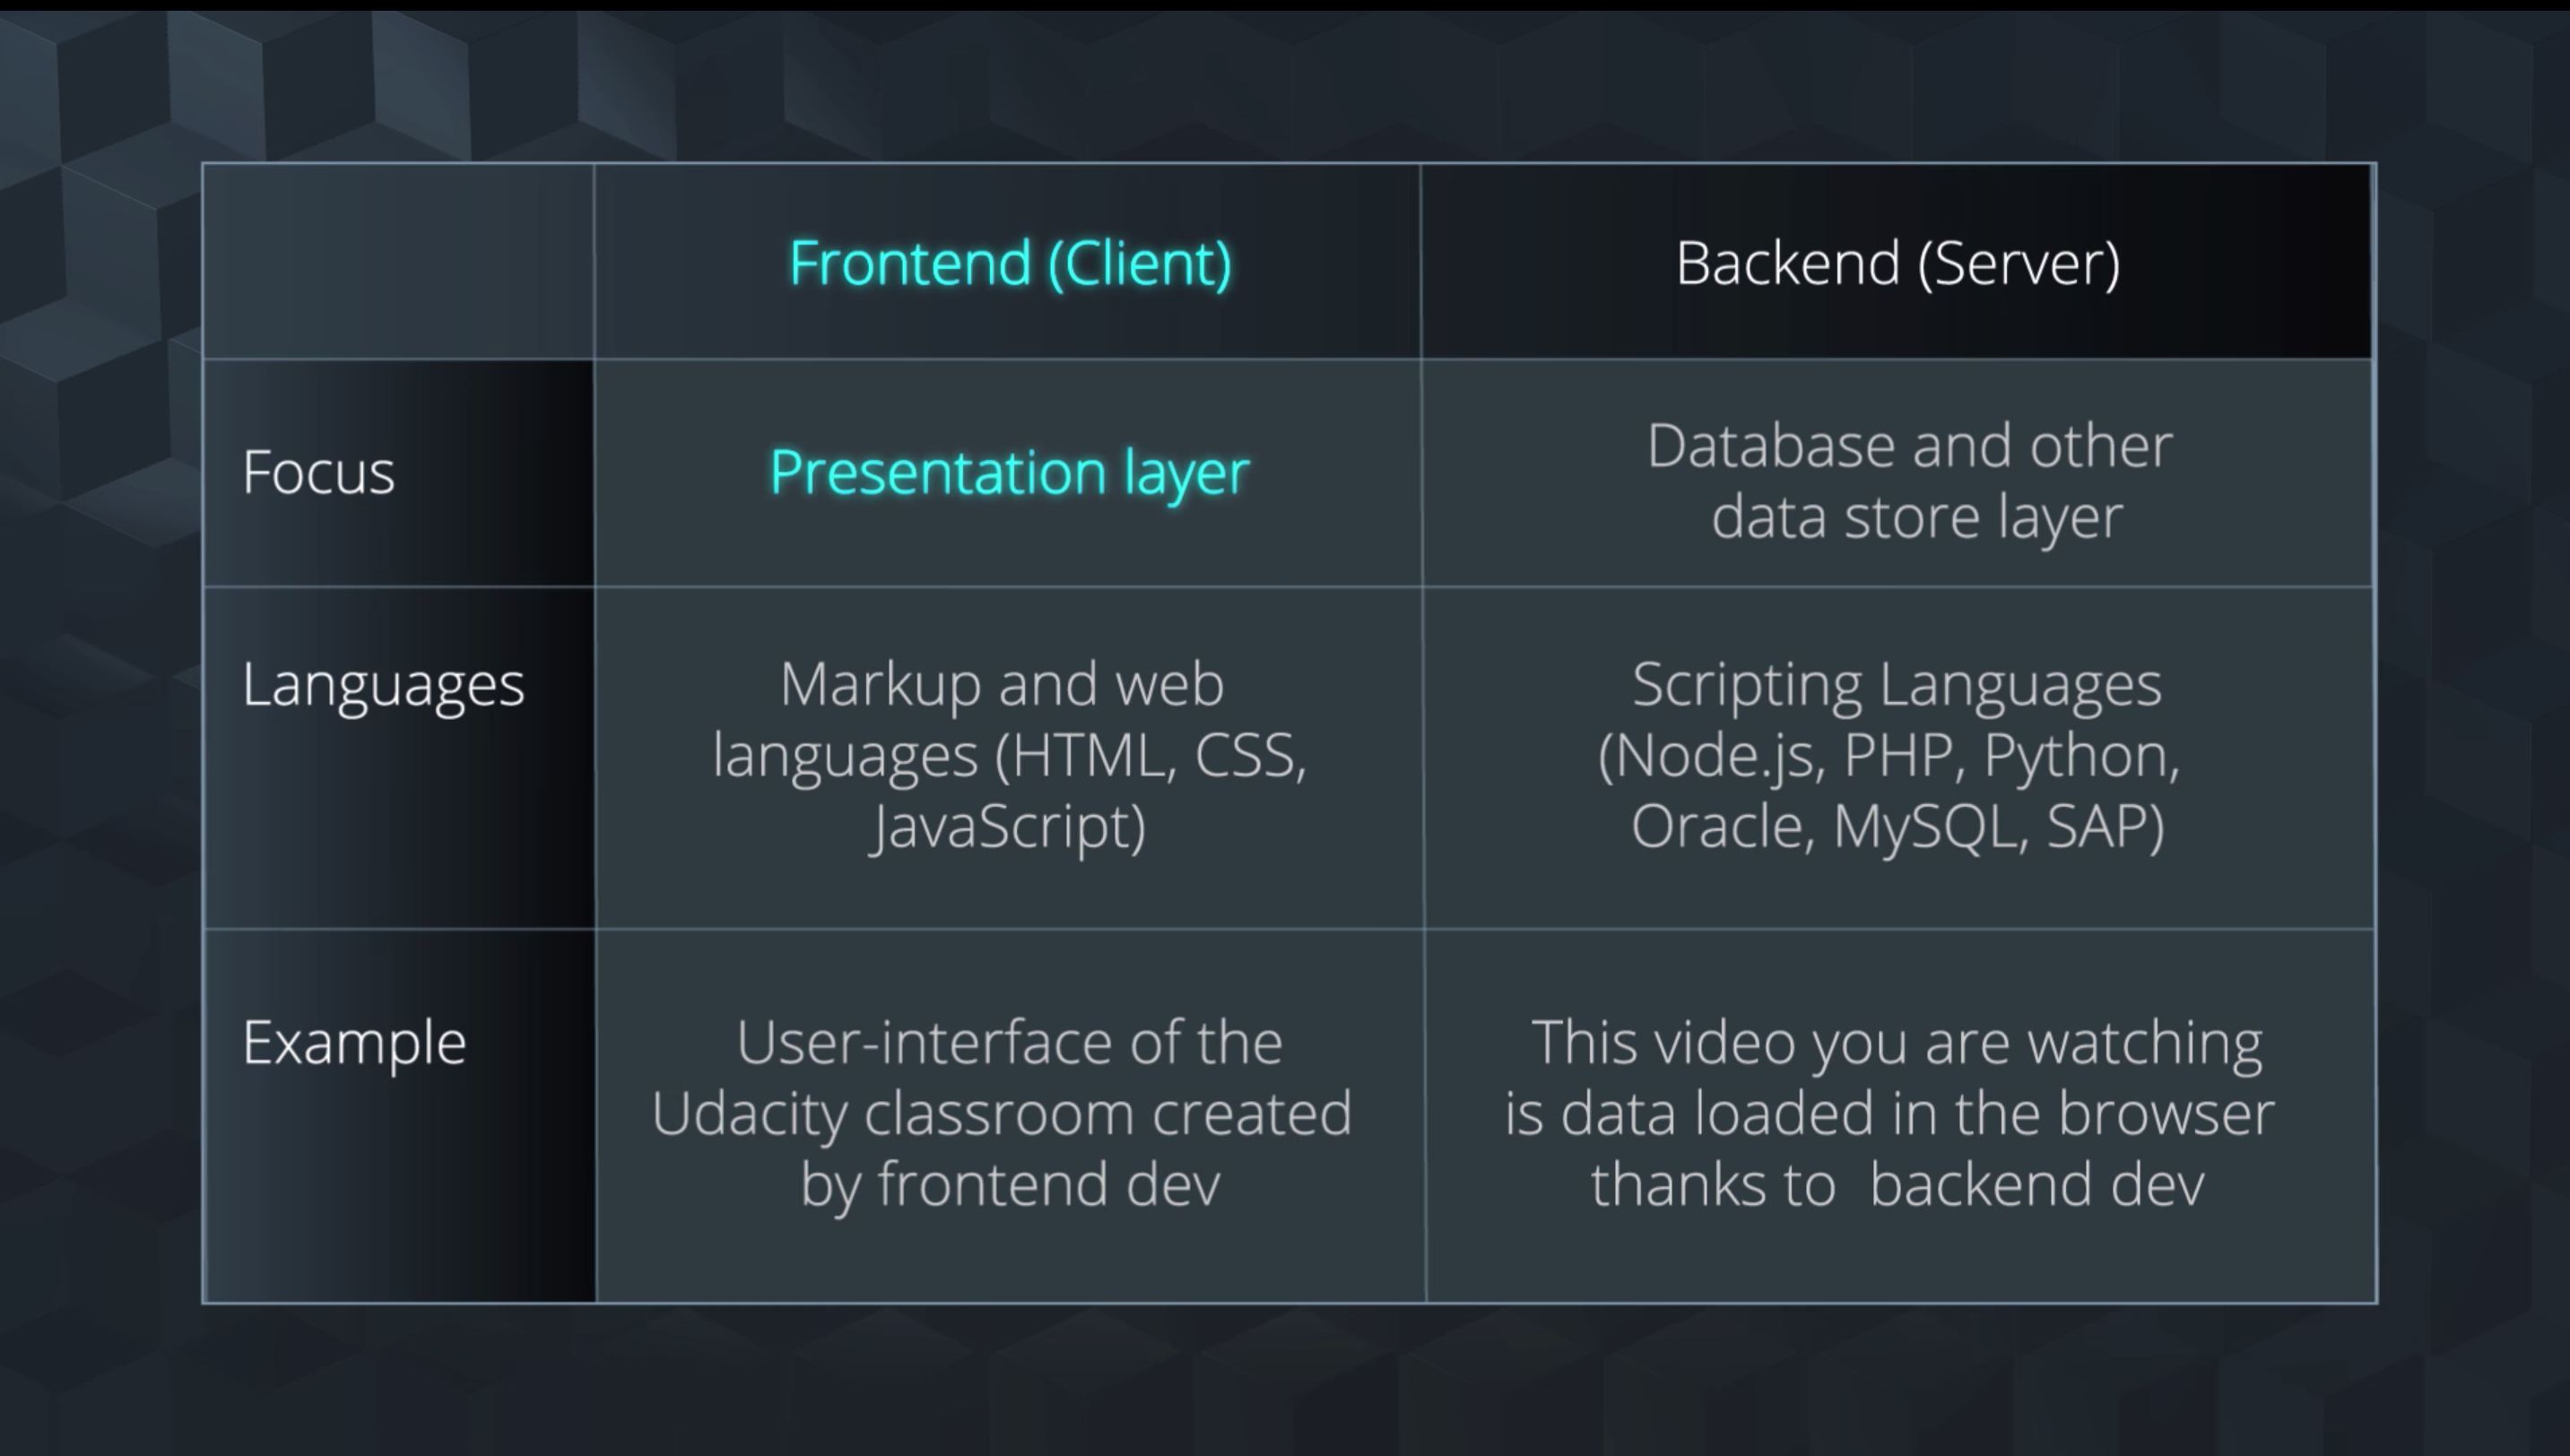 Frontend (Client)
Backend (Server)
Focus
Presentation layer
Database and other
data store layer
Languages
Markup and web
languages (HTML, CSS,
JavaScript)
Scripting Languages
(Node.js, PHP, Python,
Oracle, MySQL, SAP)
Example
User-interface of the
Udacity classroom created
by frontend dev
This video you are watching
is data loaded in the browser
thanks to  backend dev